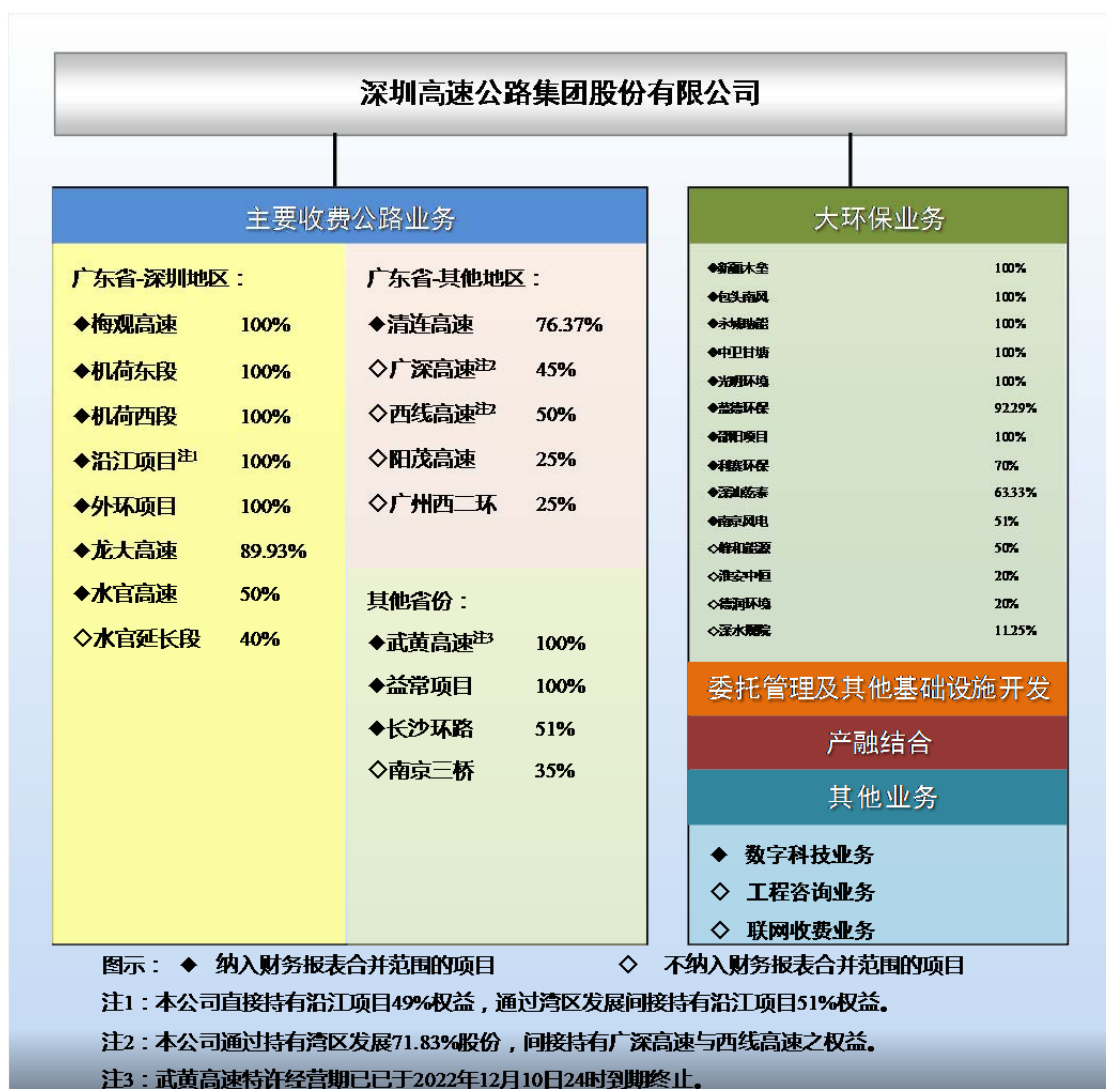 深圳高速公路集团股份有限公司
主要收费公路业务
广东省-深圳地区：
◆梅观高速 100%
◆机荷东段 100%
◆机荷西段 100%
◆沿江项目注1 100%
◆外环项目 100%
◆龙大高速 89.93%
◆水官高速 50%
◇水官延长段 40%
广东省-其他地区：
◆清连高速 76.37%
◇广深高速注2 45%
◇西线高速注2 50%
◇阳茂高速 25%
◇广州西二环 25%
其他省份：
◆武黄高速注3 100%
◆益常项目 100%
◆长沙环路 51%
◇南京三桥 35%
大环保业务
◆新疆木垒 100%
◆包头南风 100%
◆永城助能 100%
◆中卫甘塘 100%
◆光明环境 100%
◆蓝德环保 92.29%
◆邵阳项目 100%
◆利赛环保 70%
◆深汕乾泰 63.33%
◆南京风电 51%
◇峰和能源 50%
◇淮安中恒 20%
◇德润环境 20%
◇深水规院 11.25%
委托管理及其他基础设施开发
产融结合
其他业务
◆ 数字科技业务
◇ 工程咨询业务
◇ 联网收费业务
图示：◆ 纳入财务报表合并范围的项目 ◇ 不纳入财务报表合并范围的项目
注1：本公司直接持有沿江项目49%权益，通过湾区发展间接持有沿江项目51%权益。
注2：本公司通过持有湾区发展71.83%股份，间接持有广深高速与西线高速之权益。
注3：武黄高速特许经营期已已于2022年12月10日24时到期终止。